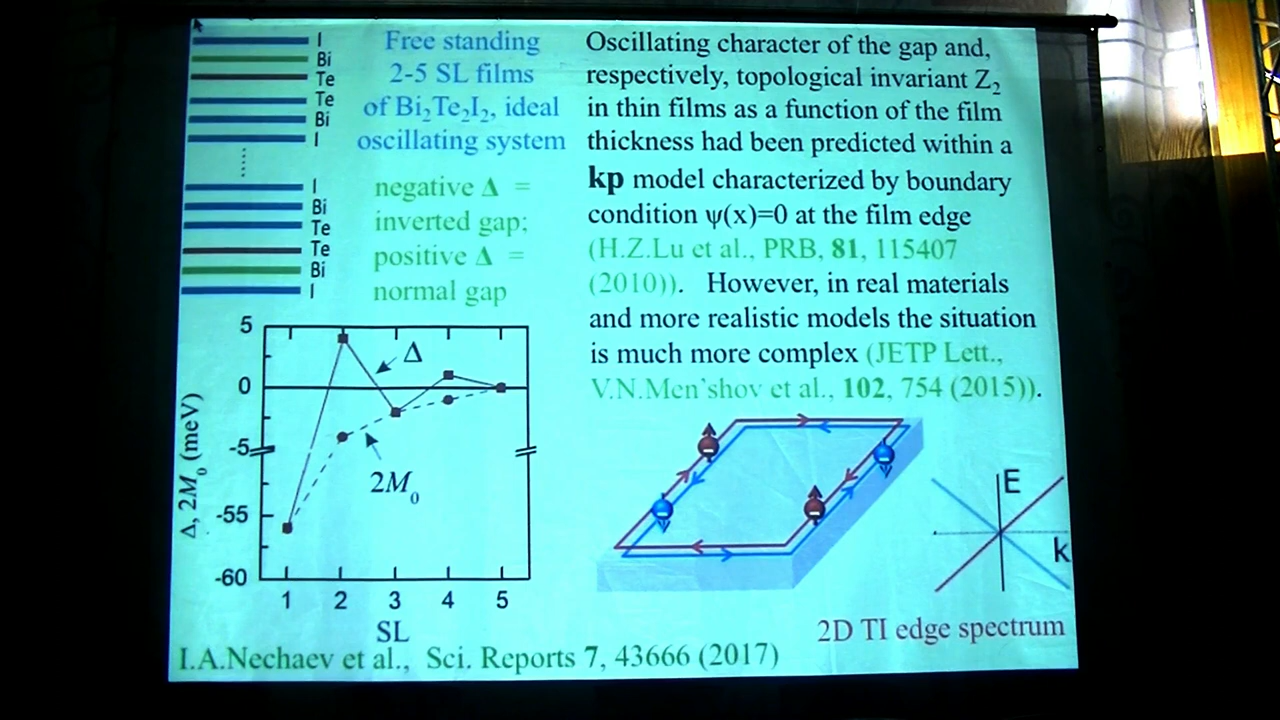 I
Bi
Te
Te
Bi
I
I
Bi
Te
Te
Bi
I
Free standing
2-5 SL films
of Bi₂Te₂I₂, ideal
oscillating system
negative Δ =
inverted gap;
positive Δ =
normal gap
Oscillating character of the gap and,
respectively, topological invariant Z₂
in thin films as a function of the film
thickness had been predicted within a
kp model characterized by boundary
condition ψ(x)=0 at the film edge
(H.Z.Lu et al., PRB, 81, 115407
(2010)). However, in real materials
and more realistic models the situation
is much more complex (JETP Lett.,
V.N.Men'shov et al., 102, 754 (2015)).
Δ, 2M₀ (meV)
5
0
-5
-55
-60
Δ
2M₀
1 2 3 4 5
SL
E
k
2D TI edge spectrum
I.A.Nechaev et al., Sci. Reports 7, 43666 (2017)